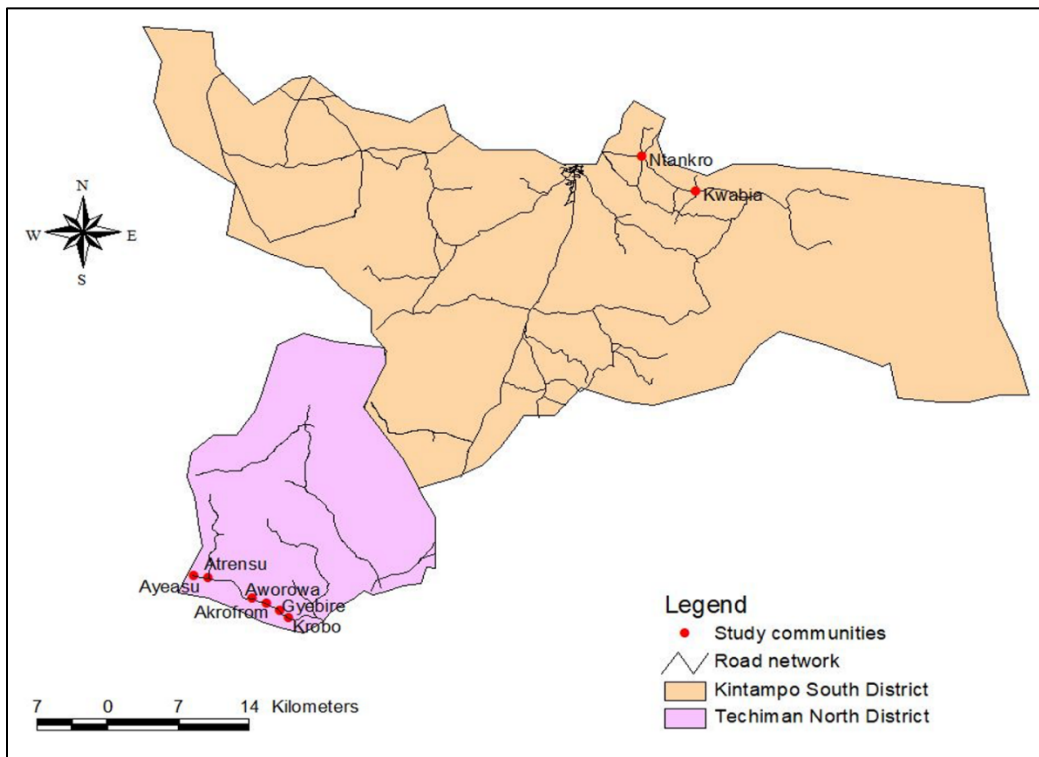 Ntankro
Kwabia
N
W E
S
Atrensu
Ayeasu
Aworowa
Akrofrom
Gyebire
Krobo
Legend
Study communities
Road network
Kintampo South District
Techiman North District
7 0 7 14 Kilometers